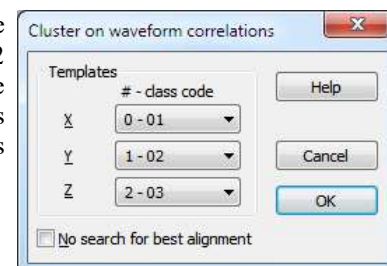 Cluster on waveform correlations
Templates
# - class code
X 0 - 01
Y 1 - 02
Z 2 - 03
Help
Cancel
OK
No search for best alignment